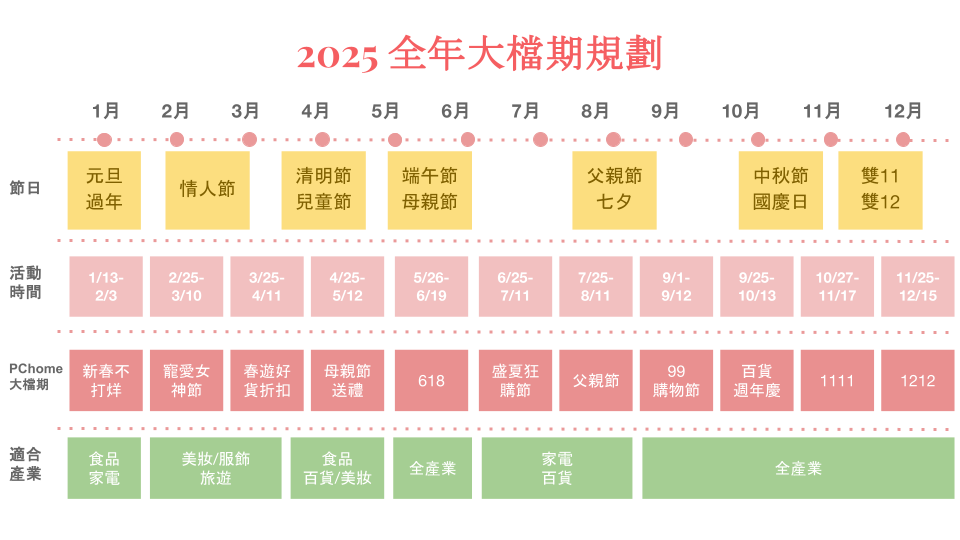 2025 全年大檔期規劃
1月 2月 3月 4月 5月 6月 7月 8月 9月 10月 11月 12月
節日
元旦
過年
情人節
清明節
兒童節
端午節
母親節
父親節
七夕
中秋節
國慶日
雙11
雙12
活動
時間
1/13-
2/3
2/25-
3/10
3/25-
4/11
4/25-
5/12
5/26-
6/19
6/25-
7/11
7/25-
8/11
9/1-
9/12
9/25-
10/13
10/27-
11/17
11/25-
12/15
PChome
大檔期
新春不
打烊
寵愛女
神節
春遊好
貨折扣
母親節
送禮
618
盛夏狂
購節
父親節
99
購物節
百貨
週年慶
1111
1212
適合
產業
食品
家電
美妝/服飾
旅遊
食品
百貨/美妝
全產業
家電
百貨
全產業